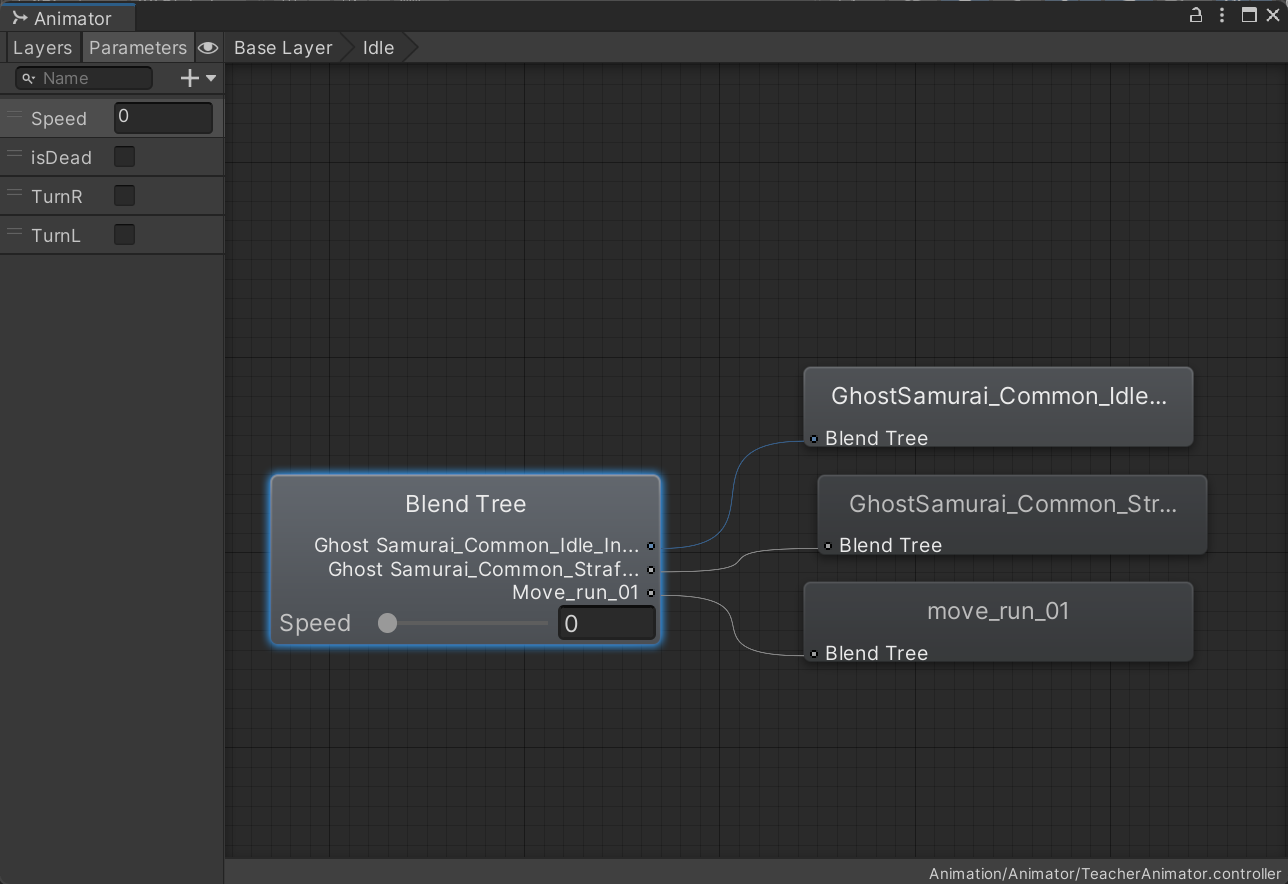 Animator
Layers Parameters
Base Layer Idle
Name
Speed 0
isDead
TurnR
TurnL
GhostSamurai_Common_Idle...
Blend Tree
GhostSamurai_Common_Str...
Blend Tree
move_run_01
Blend Tree
Blend Tree
Ghost Samurai_Common_Idle_In...
Ghost Samurai_Common_Straf...
Move_run_01
Speed 0
Animation/Animator/TeacherAnimator.controller